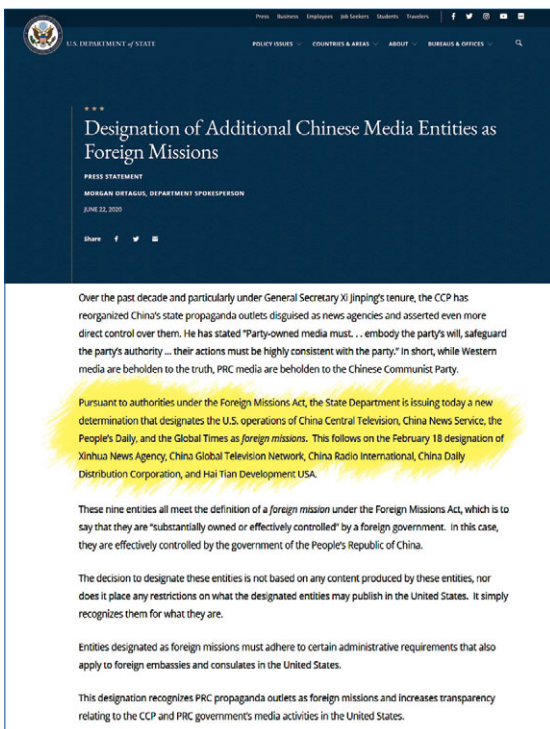 Press Business Employees Job Seekers Students Travelers
U.S. DEPARTMENT of STATE
POLICY ISSUES COUNTRIES & AREAS ABOUT BUREAUS & OFFICES
Designation of Additional Chinese Media Entities as
Foreign Missions
PRESS STATEMENT
MORGAN ORTAGUS, DEPARTMENT SPOKESPERSON
JUNE 22, 2020
Share
Over the past decade and particularly under General Secretary Xi Jinping's tenure, the CCP has
reorganized China's state propaganda outlets disguised as news agencies and asserted even more
direct control over them. He has stated "Party-owned media must. . . embody the party's will, safeguard
the party's authority ... their actions must be highly consistent with the party." In short, while Western
media are beholden to the truth, PRC media are beholden to the Chinese Communist Party.
Pursuant to authorities under the Foreign Missions Act, the State Department is issuing today a new
determination that designates the U.S. operations of China Central Television, China News Service, the
People's Daily, and the Global Times as foreign missions. This follows on the February 18 designation of
Xinhua News Agency, China Global Television Network, China Radio International, China Daily
Distribution Corporation, and Hai Tian Development USA.
These nine entities all meet the definition of a foreign mission under the Foreign Missions Act, which is to
say that they are "substantially owned or effectively controlled" by a foreign government. In this case,
they are effectively controlled by the government of the People's Republic of China.
The decision to designate these entities is not based on any content produced by these entities, nor
does it place any restrictions on what the designated entities may publish in the United States. It simply
recognizes them for what they are.
Entities designated as foreign missions must adhere to certain administrative requirements that also
apply to foreign embassies and consulates in the United States.
This designation recognizes PRC propaganda outlets as foreign missions and increases transparency
relating to the CCP and PRC government's media activities in the United States.